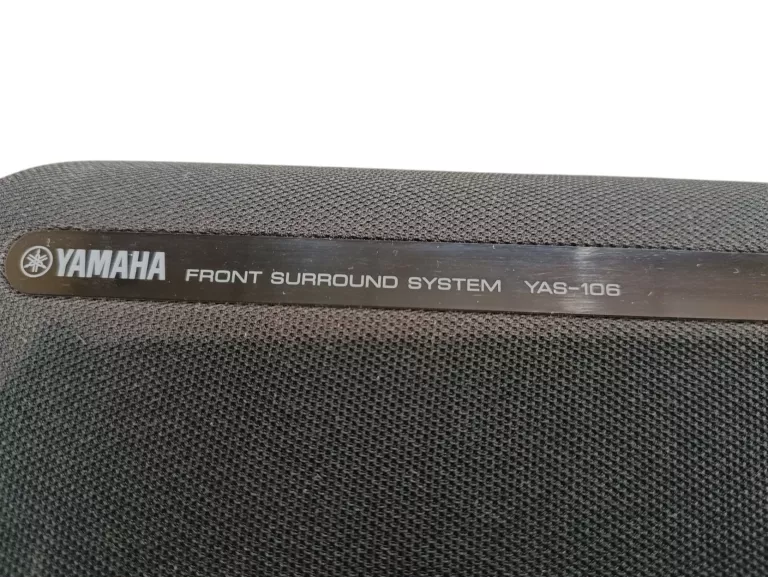 YAMAHA FRONT SURROUND SYSTEM YAS-106